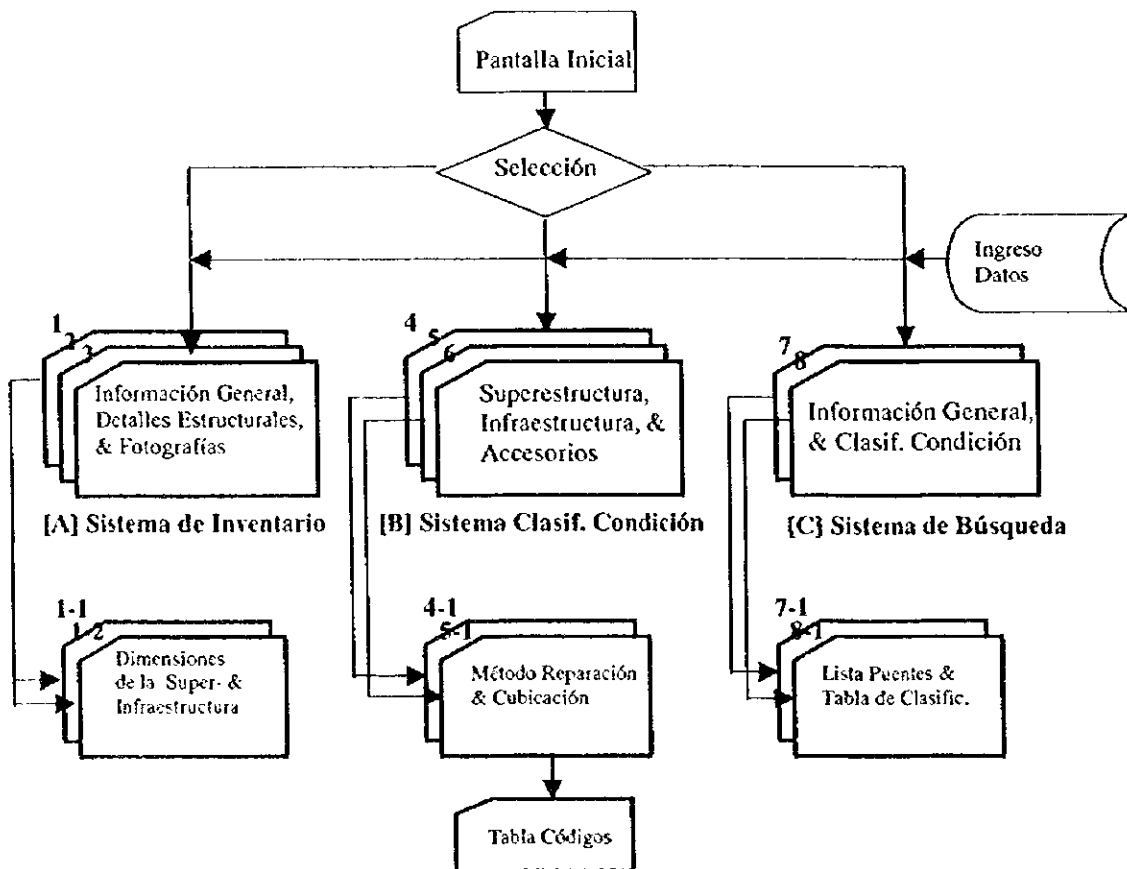 Pantalla Inicial
Selección
Ingreso
Datos
1
2
3
Información General,
Detalles Estructurales,
& Fotografías
[A] Sistema de Inventario
4
5
6
Superestructura,
Infraestructura, &
Accesorios
[B] Sistema Clasif. Condición
7
8
Información General,
& Clasif. Condición
[C] Sistema de Búsqueda
1-1
1-2
Dimensiones
de la Super- &
Infraestructura
4-1
5-1
Método Reparación
& Cubicación
7-1
8-1
Lista Puentes &
Tabla de Clasific.
Tabla Códigos